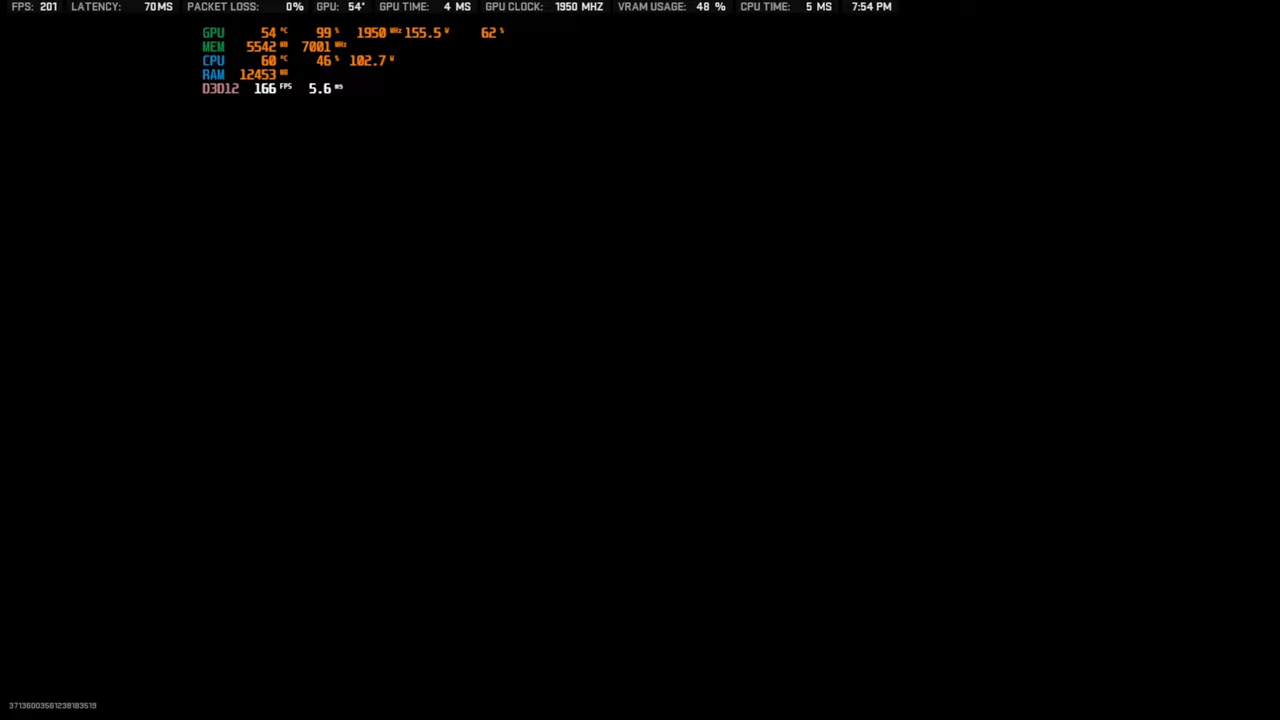 FPS: 201 LATENCY: 70MS PACKET LOSS: 0% GPU: 54° GPU TIME: 4 MS GPU CLOCK: 1950 MHZ VRAM USAGE: 48 % CPU TIME: 5 MS 7:54 PM
GPU 54 °C 99 % 1950 MHz 155.5 W 62 %
MEM 5542 MB 7001 MHz
CPU 60 °C 46 % 102.7 W
RAM 12453 MB
D3D12 166 FPS 5.6 ms
37136003561238183519